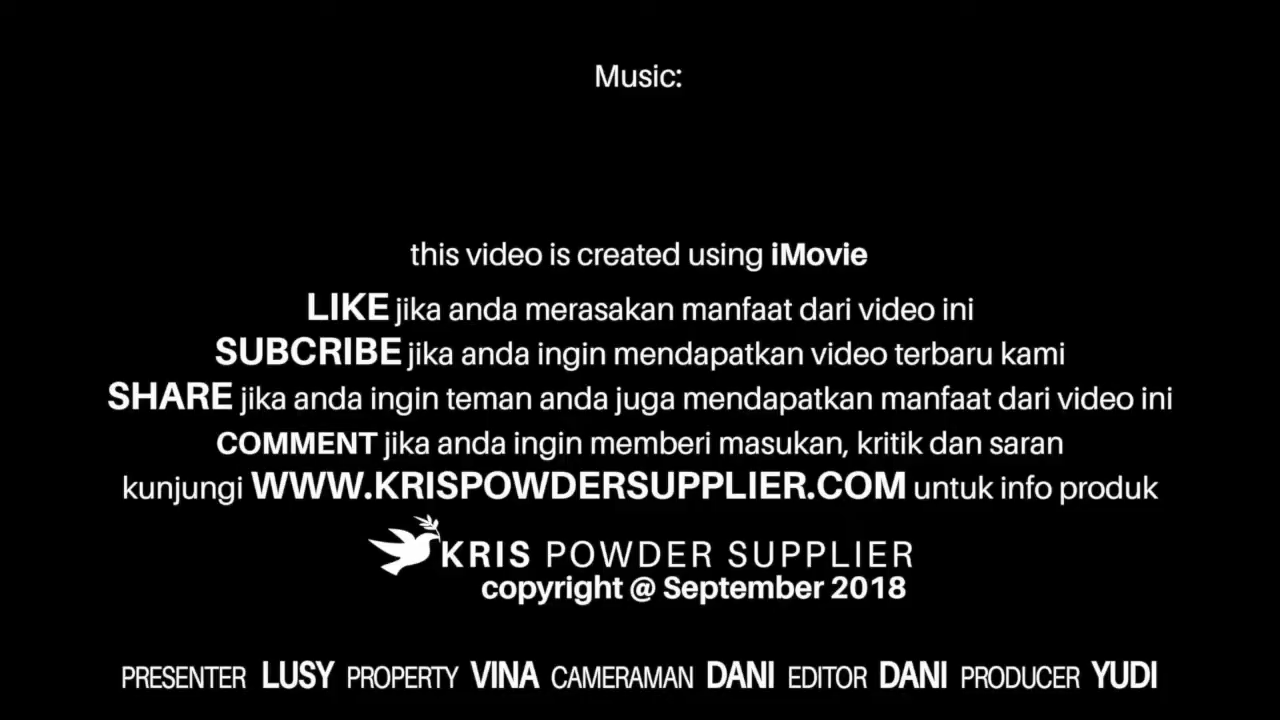 Music:
this video is created using iMovie
LIKE jika anda merasakan manfaat dari video ini
SUBCRIBE jika anda ingin mendapatkan video terbaru kami
SHARE jika anda ingin teman anda juga mendapatkan manfaat dari video ini
COMMENT jika anda ingin memberi masukan, kritik dan saran
kunjungi WWW.KRISPOWDERSUPPLIER.COM untuk info produk
KRIS POWDER SUPPLIER
copyright @ September 2018
PRESENTER LUSY PROPERTY VINA CAMERAMAN DANI EDITOR DANI PRODUCER YUDI